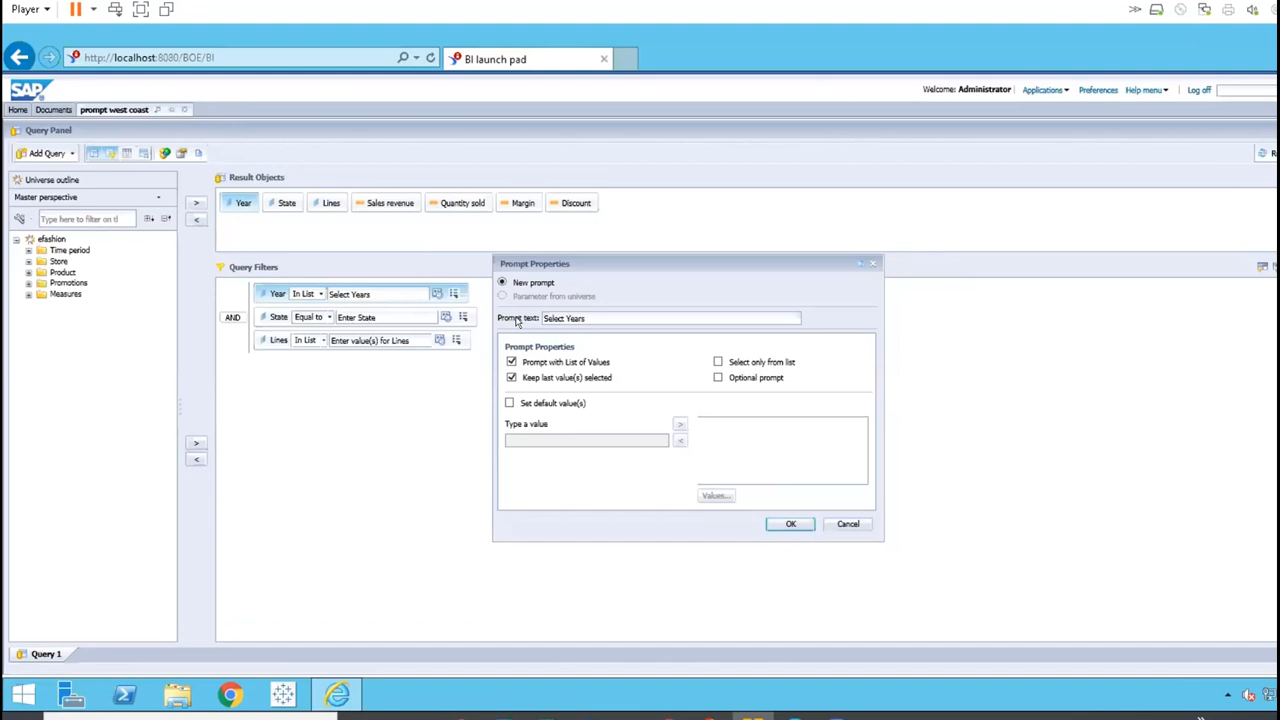 Player
http://localhost:8080/BOE/BI
BI launch pad
SAP
Welcome: Administrator
Applications
Preferences
Help menu
Log off
Home
Documents
prompt west coast
Query Panel
Add Query
Universe outline
Master perspective
Type here to filter on tl
efashion
Time period
Store
Product
Promotions
Measures
Result Objects
Year
State
Lines
Sales revenue
Quantity sold
Margin
Discount
Query Filters
AND
Year In List Select Years
State Equal to Enter State
Lines In List Enter value(s) for Lines
Prompt Properties
New prompt
Parameter from universe
Prompt text: Select Years
Prompt Properties
Prompt with List of Values
Select only from list
Keep last value(s) selected
Optional prompt
Set default value(s)
Type a value
>
<
Values...
OK
Cancel
>
<
>
<
Query 1